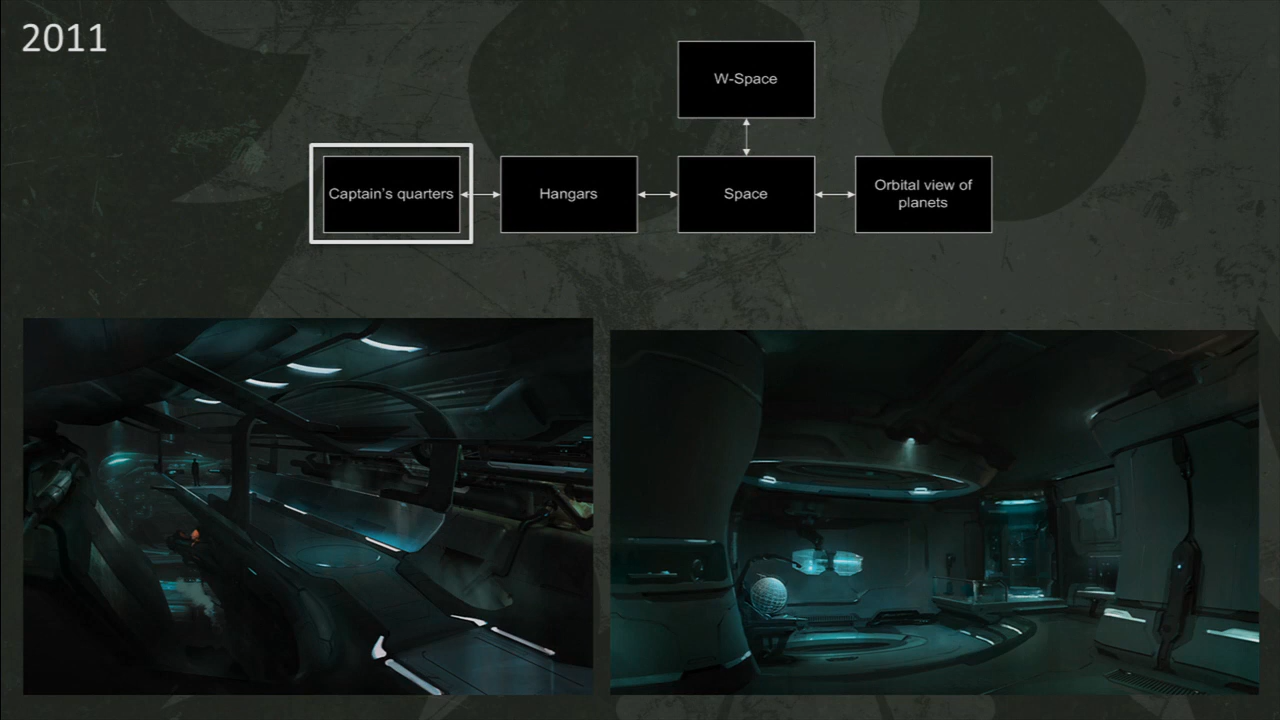 2011
W-Space
Captain's quarters
Hangars
Space
Orbital view of
planets